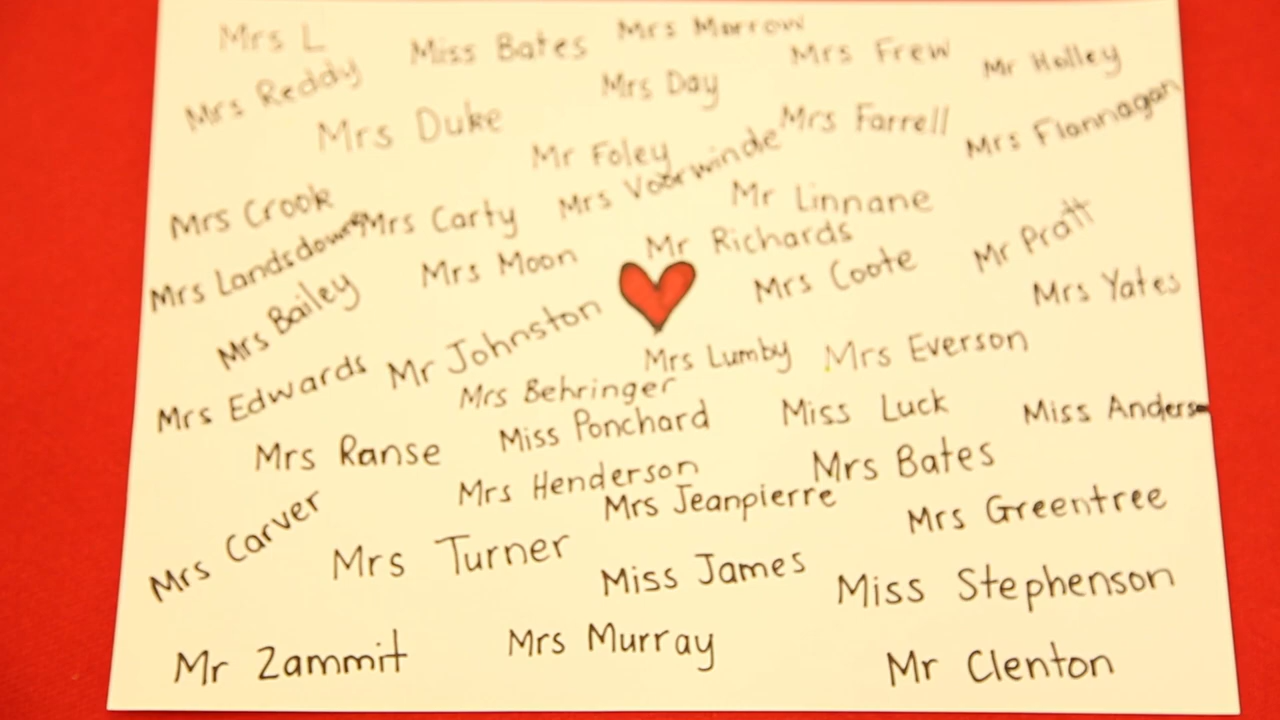 Mrs L
Miss Bates
Mrs Morrow
Mrs Frew
Mr Holley
Mrs Reddy
Mrs Day
Mrs Duke
Mrs Farrell
Mrs Flannagan
Mr Foley
Mrs Voorwinde
Mrs Crook
Mrs Carty
Mr Linnane
Mrs Landsdowne
Mrs Moon
Mr Richards
Mrs Coote
Mr Pratt
Mrs Bailey
Mrs Yates
Mr Johnston
Mrs Lumby
Mrs Everson
Mrs Edwards
Mrs Behringer
Miss Ponchard
Miss Luck
Miss
Mrs Ranse
Mrs Henderson
Mrs Bates
Mrs Jeanpierre
Mrs Greentree
Mrs Carver
Mrs Turner
Miss James
Miss Stephenson
Mr Zammit
Mrs Murray
Mr Clenton